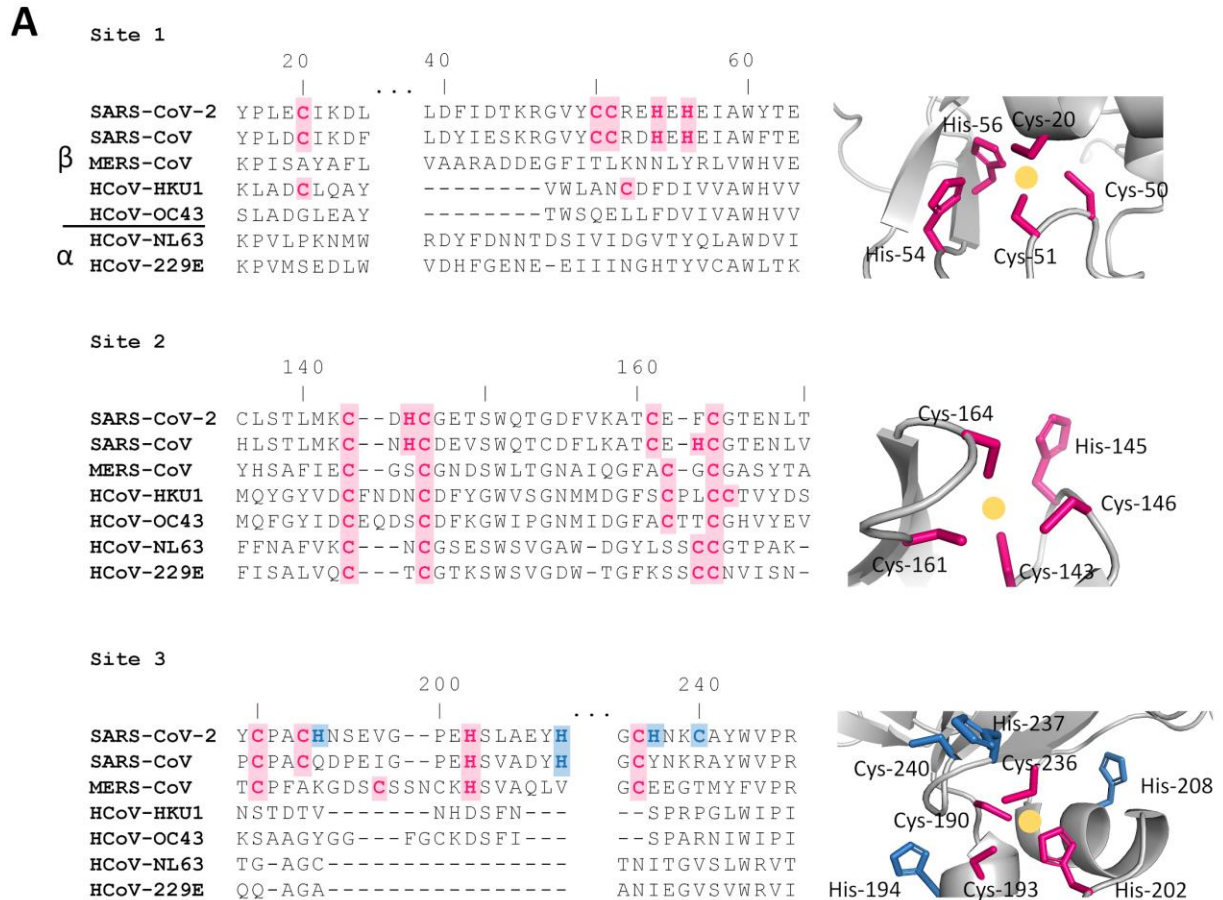 A
Site 1
20 40 60
...
β
α
SARS-CoV-2 YPLECIKDL LDFIDTKRGVYCCREHEHEIAWYTE
SARS-CoV YPLDCIKDF LDYIESKRGVYCCRDHEHEIAWFTE
MERS-CoV KPISAYAFL VAARADDEGFITLKNNLYRLVWHVE
HCoV-HKU1 KLADCLQAY --------VWLANCDFDIVVAWHVV
HCoV-OC43 SLADGLEAY --------TWSQELLFDVIVAWHVV
HCoV-NL63 KPVLPKNMW RDYFDNNTDSIVIDGVTYQLAWDVI
HCoV-229E KPVMSEDLW VDHFGENE-EIIINGHTYVCAWLTK
His-56
Cys-20
Cys-50
His-54
Cys-51
Site 2
140 160
SARS-CoV-2 CLSTLMKC--DHCGETSWQTGDFVKATCE-FCGTENLT
SARS-CoV HLSTLMKC--NHCDEVSWQTCDFLKATCE-HCGTENLV
MERS-CoV YHSAFIEC--GSCGNDSWLTGNAIQGFAC-GCGASYTA
HCoV-HKU1 MQYGYVDCFNDNCDFYGWVSGNMMDGFSCPLCCTVYDS
HCoV-OC43 MQFGYIDCEQDSCDFKGWIPGNMIDGFACTTCGHVYEV
HCoV-NL63 FFNAFVKC---NCGSESWSVGAW-DGYLSSCCGTPAK-
HCoV-229E FISALVQC---TCGTKSWSVGDW-TGFKSSCCNVISN-
Cys-164
His-145
Cys-146
Cys-161
Cys-143
Site 3
200 240
...
SARS-CoV-2 YCPACHNSEVG--PEHSLAEYH GCHNKCAYWVPR
SARS-CoV PCPACQDPEIG--PEHSVADYH GCYNKRAYWVPR
MERS-CoV TCPFAKGDSCSSNCKHSVAQLV GCEEGTMYFVPR
HCoV-HKU1 NSTDTV-----NHDSFN--- --SPRPGLWIPI
HCoV-OC43 KSAAGYGG--FGCKDSFI--- --SPARNIWIPI
HCoV-NL63 TG-AGC--------------- TNITGVSLWRVT
HCoV-229E QQ-AGA--------------- ANIEGVSVWRVI
His-237
Cys-240
Cys-236
His-208
Cys-190
His-194
Cys-193
His-202